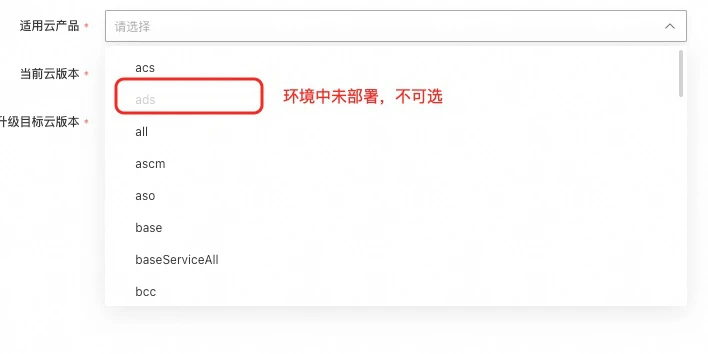 适用云产品 *
请选择
当前云版本 *
升级目标云版本 *
acs
ads
环境中未部署，不可选
all
ascm
aso
base
baseServiceAll
bcc